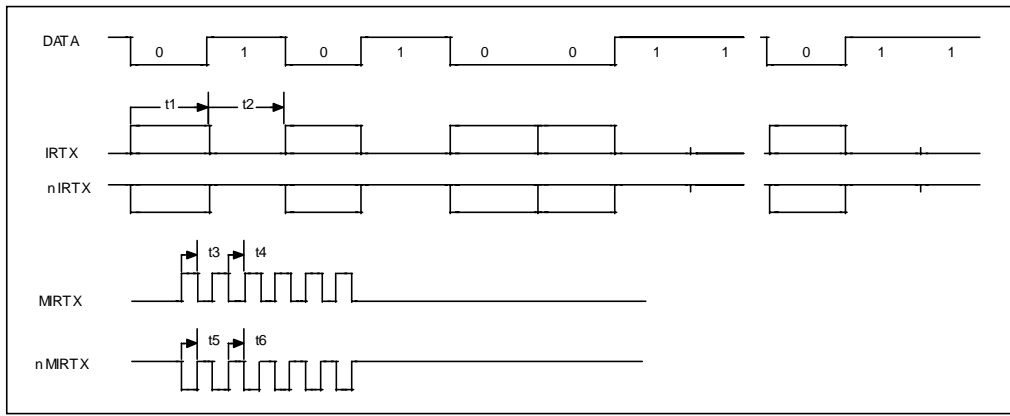 DATA
0 1 0 1 0 0 1 1 0 1 1
t1 t2
IRTX
nIRTX
t3 t4
MIRTX
t5 t6
nMIRTX